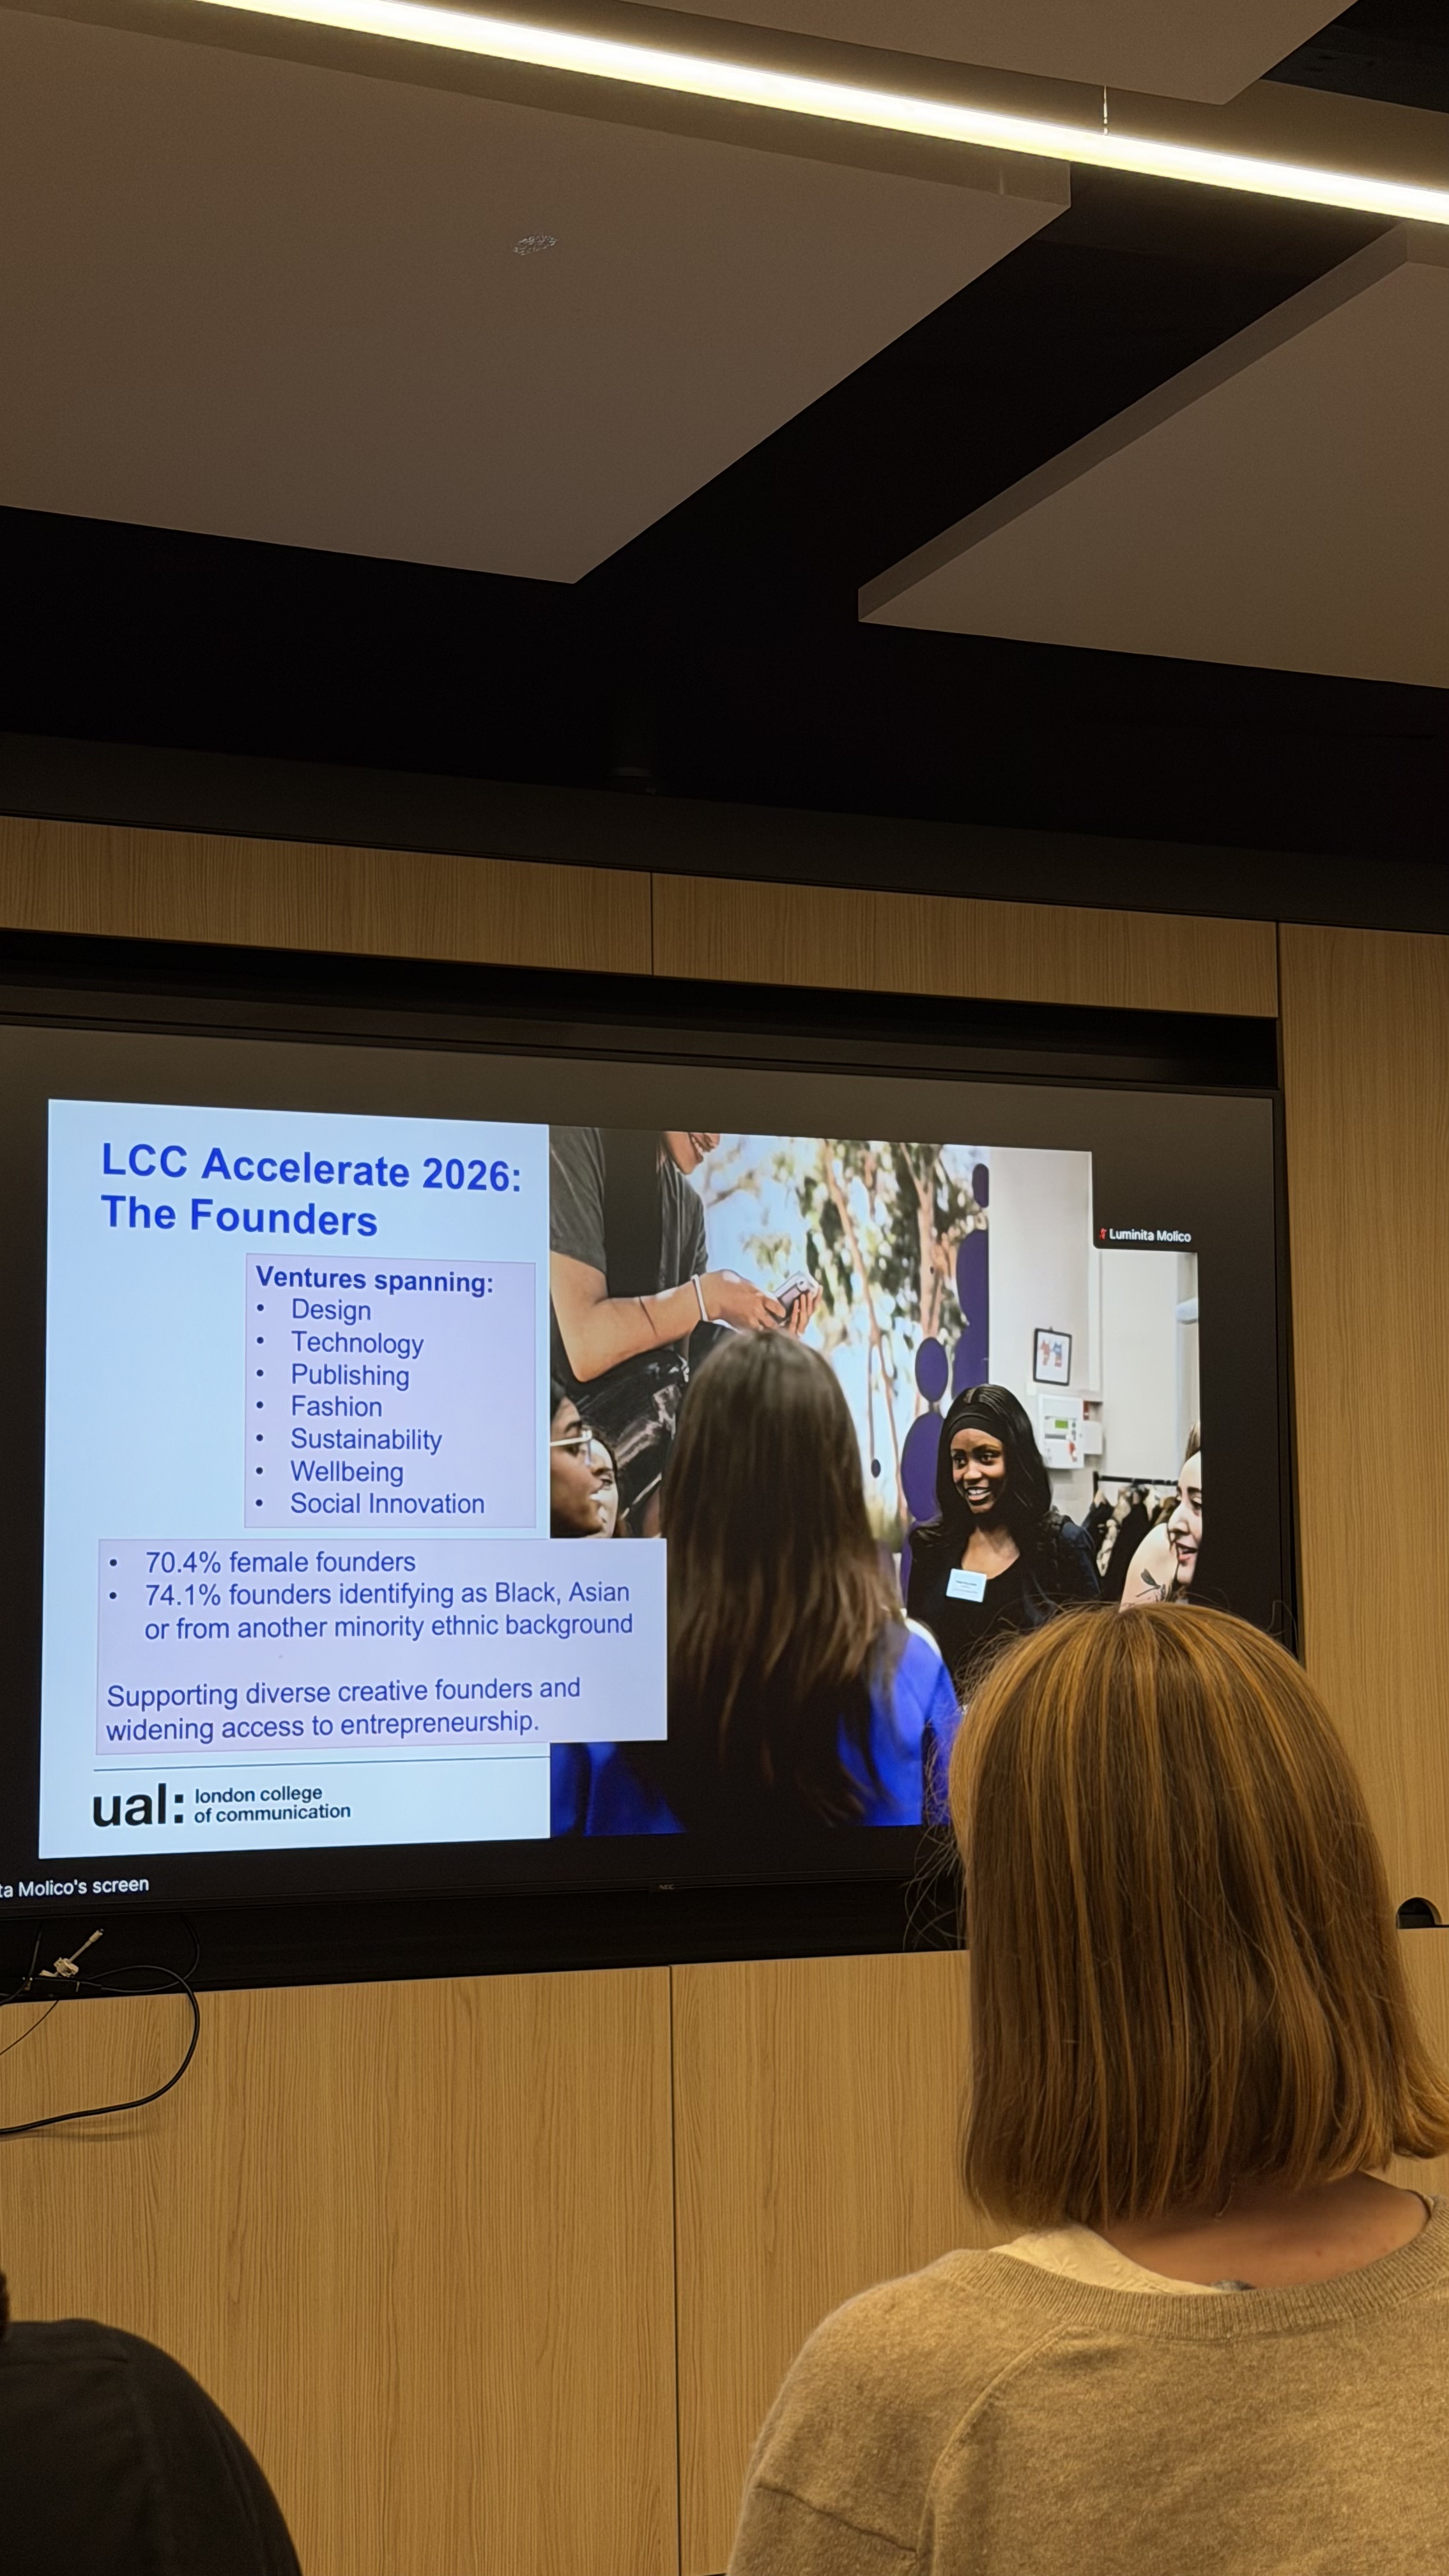 LCC Accelerate 2026:
The Founders
Ventures spanning:
• Design
• Technology
• Publishing
• Fashion
• Sustainability
• Wellbeing
• Social Innovation
• 70.4% female founders
• 74.1% founders identifying as Black, Asian
or from another minority ethnic background
Supporting diverse creative founders and
widening access to entrepreneurship.
ual: london college
of communication
Luminita Molico
ta Molico's screen
NEC